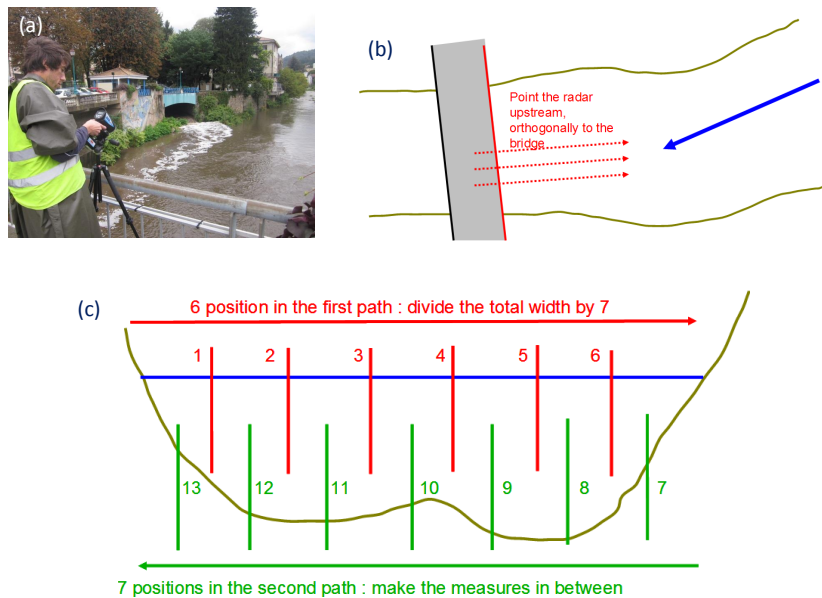 (a)
(b)
Point the radar
upstream,
orthogonally to the
bridge
(c)
6 position in the first path : divide the total width by 7
1 2 3 4 5 6
13 12 11 10 9 8 7
7 positions in the second path : make the measures in between